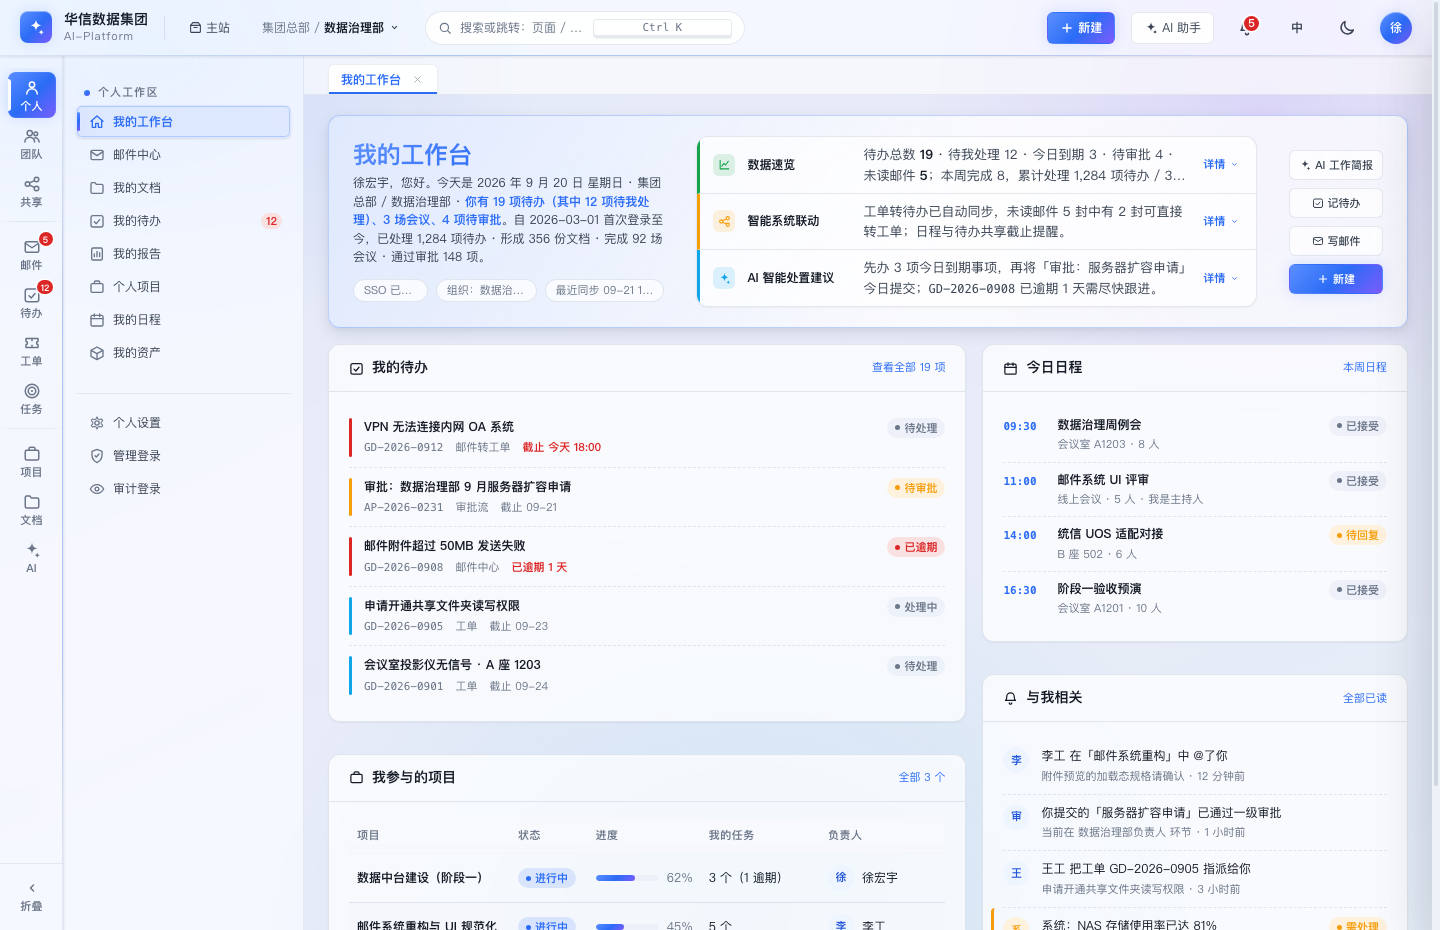 华信数据集团
AI-Platform
主站
集团总部 / 数据治理部
搜索或跳转：页面 / ...
Ctrl K
新建
AI 助手
5
中
徐
个人
团队
共享
5
邮件
12
待办
工单
任务
项目
文档
AI
折叠
个人工作区
我的工作台
邮件中心
我的文档
我的待办
12
我的报告
个人项目
我的日程
我的资产
个人设置
管理登录
审计登录
我的工作台
我的工作台
徐宏宇，您好。今天是 2026 年 9 月 20 日 星期日 · 集团
总部 / 数据治理部 · 你有 19 项待办（其中 12 项待我处
理）、3 场会议、4 项待审批。自 2026-03-01 首次登录至
今，已处理 1,284 项待办 · 形成 356 份文档 · 完成 92 场
会议 · 通过审批 148 项。
SSO 已...
组织：数据治...
最近同步 09-21 1...
数据速览
待办总数 19 · 待我处理 12 · 今日到期 3 · 待审批 4 ·
未读邮件 5；本周完成 8，累计处理 1,284 项待办 / 3...
详情
智能系统联动
工单转待办已自动同步，未读邮件 5 封中有 2 封可直接
转工单；日程与待办共享截止提醒。
详情
AI 智能处置建议
先办 3 项今日到期事项，再将「审批：服务器扩容申请」
今日提交；GD-2026-0908 已逾期 1 天需尽快跟进。
详情
AI 工作简报
记待办
写邮件
新建
我的待办
查看全部 19 项
VPN 无法连接内网 OA 系统
GD-2026-0912 邮件转工单 截止 今天 18:00
待处理
审批：数据治理部 9 月服务器扩容申请
AP-2026-0231 审批流 截止 09-21
待审批
邮件附件超过 50MB 发送失败
GD-2026-0908 邮件中心 已逾期 1 天
已逾期
申请开通共享文件夹读写权限
GD-2026-0905 工单 截止 09-23
处理中
会议室投影仪无信号 · A 座 1203
GD-2026-0901 工单 截止 09-24
待处理
我参与的项目
全部 3 个
项目 状态 进度 我的任务 负责人
数据中台建设（阶段一） 进行中 62% 3 个（1 逾期） 徐 徐宏宇
邮件系统重构与 UI 规范化 进行中 45% 5 个 李 李工
今日日程
本周日程
09:30 数据治理周例会
会议室 A1203 · 8 人
已接受
11:00 邮件系统 UI 评审
线上会议 · 5 人 · 我是主持人
已接受
14:00 统信 UOS 适配对接
B 座 502 · 6 人
待回复
16:30 阶段一验收预演
会议室 A1201 · 10 人
已接受
与我相关
全部已读
李 李工 在「邮件系统重构」中 @了你
附件预览的加载态规格请确认 · 12 分钟前
审 你提交的「服务器扩容申请」已通过一级审批
当前在 数据治理部负责人 环节 · 1 小时前
王 王工 把工单 GD-2026-0905 指派给你
申请开通共享文件夹读写权限 · 3 小时前
系 系统：NAS 存储使用率已达 81%
需处理